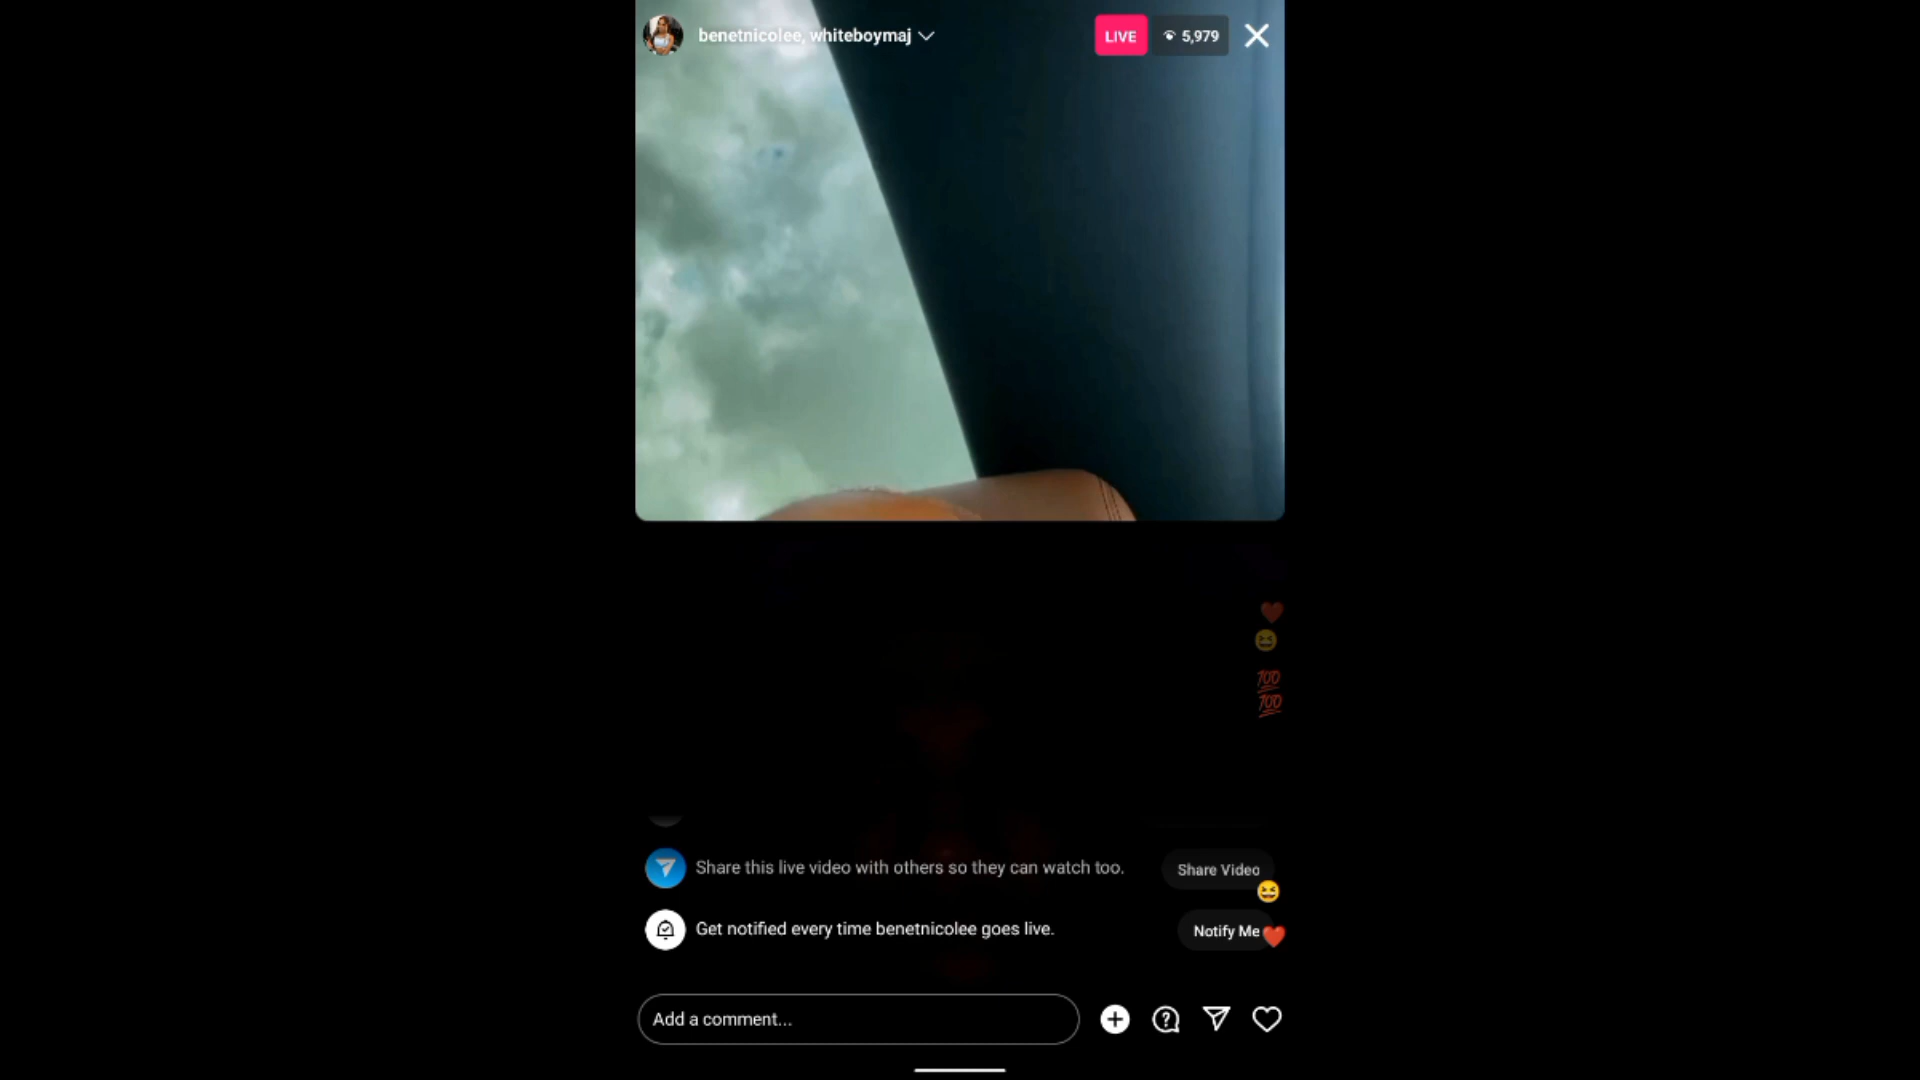 benetnicolee, whiteboymaj
LIVE
5,979
Share this live video with others so they can watch too.
Share Video
Get notified every time benetnicolee goes live.
Notify Me
Add a comment...